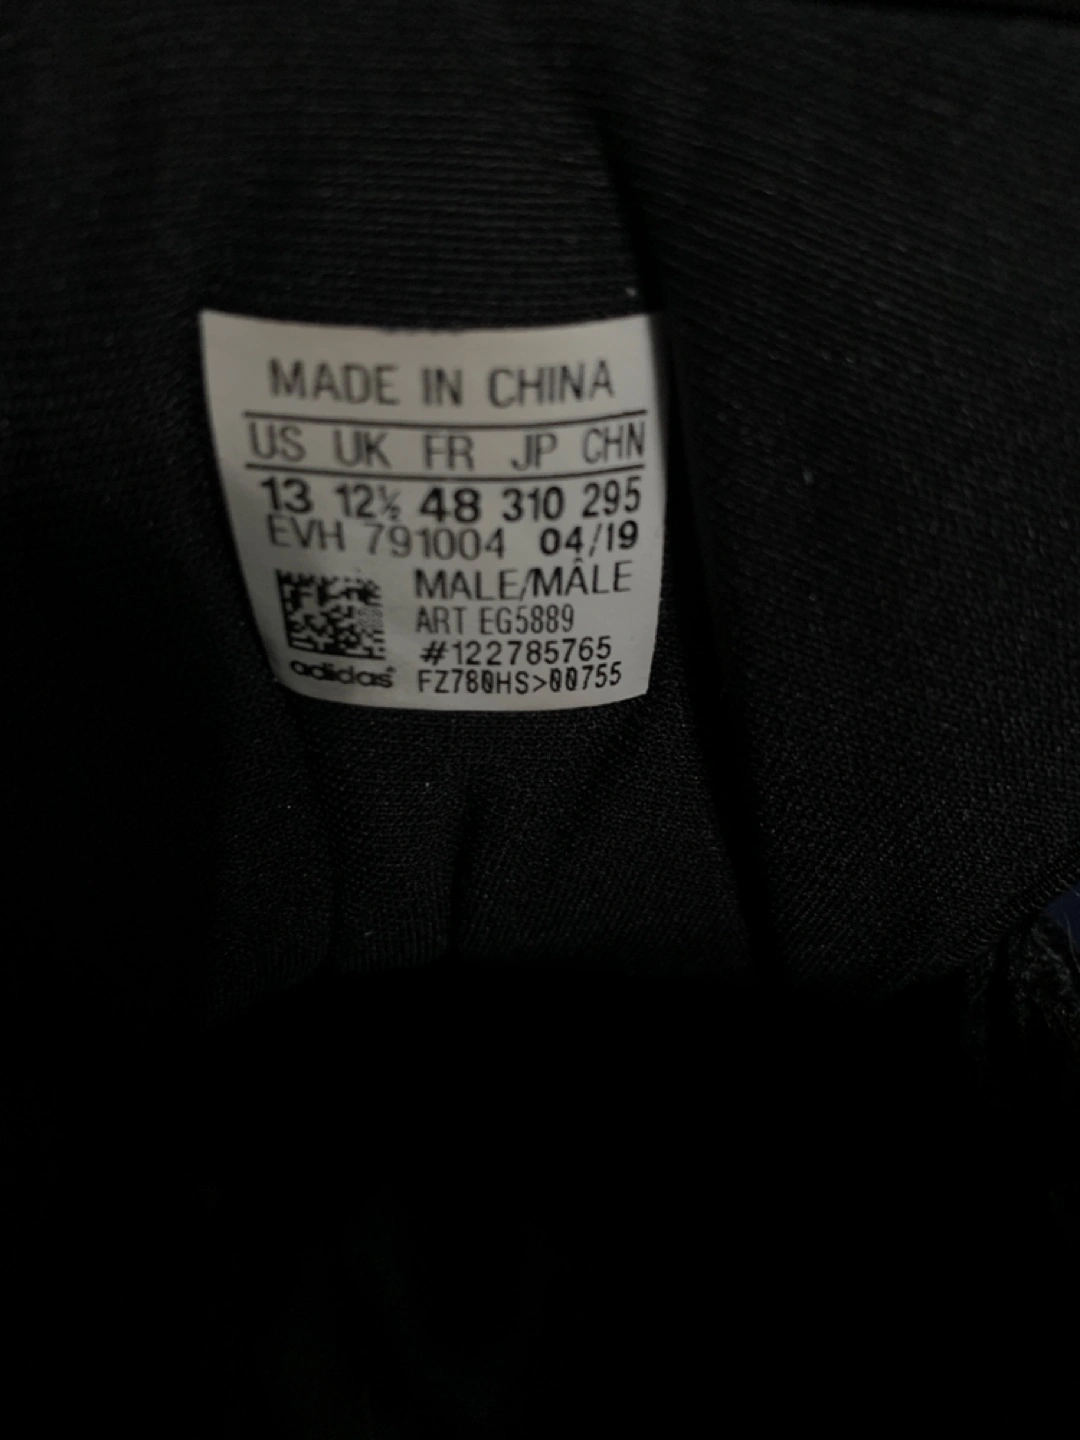 MADE IN CHINA
US UK FR JP CHN
13 12½ 48 310 295
EVH 791004 04/19
MALE/MÂLE
ART EG5889
#122785765
adidas® FZ780HS>00755